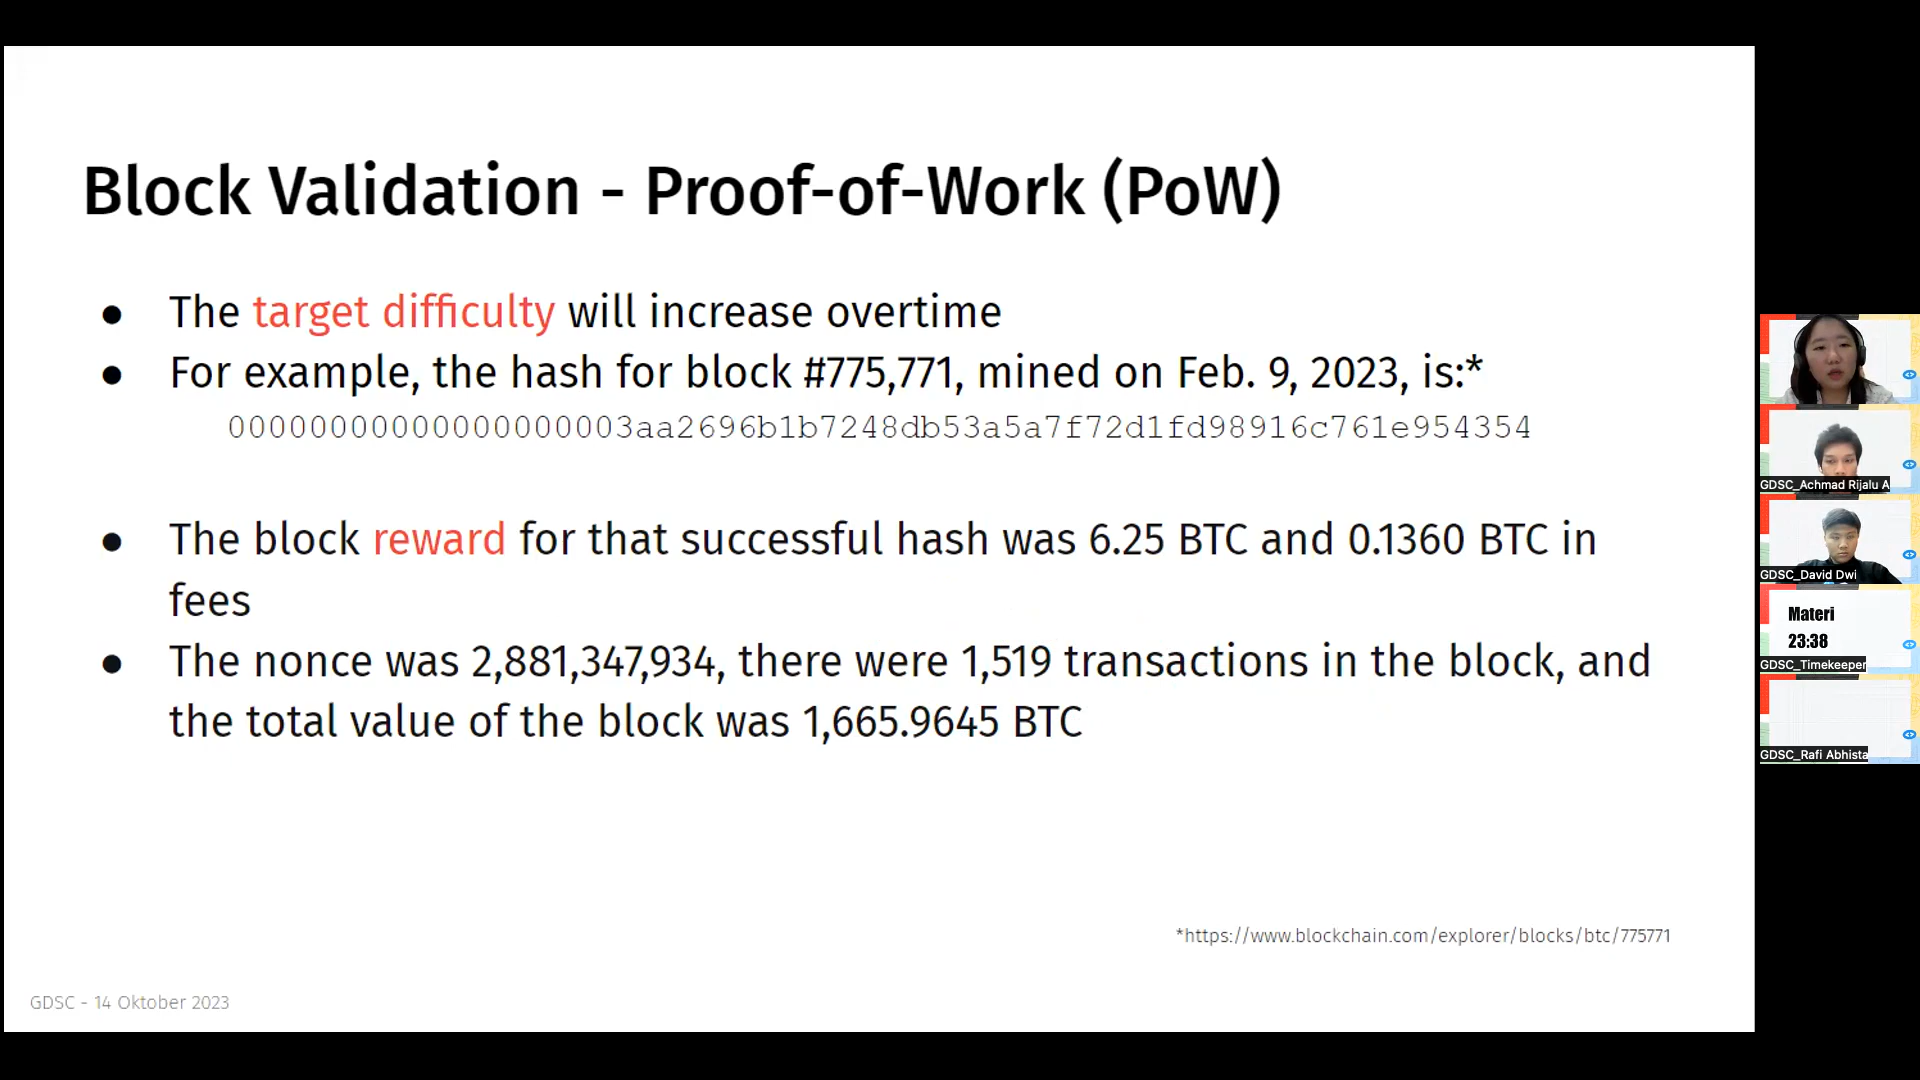 Block Validation - Proof-of-Work (PoW)
● The target difficulty will increase overtime
● For example, the hash for block #775,771, mined on Feb. 9, 2023, is:*
00000000000000000003aa2696b1b7248db53a5a7f72d1fd98916c761e954354
● The block reward for that successful hash was 6.25 BTC and 0.1360 BTC in
fees
● The nonce was 2,881,347,934, there were 1,519 transactions in the block, and
the total value of the block was 1,665.9645 BTC
*https://www.blockchain.com/explorer/blocks/btc/775771
GDSC - 14 Oktober 2023
GDSC_Achmad Rijalu A
GDSC_David Dwi
Materi
23:38
GDSC_Timekeeper
GDSC_Rafi Abhista